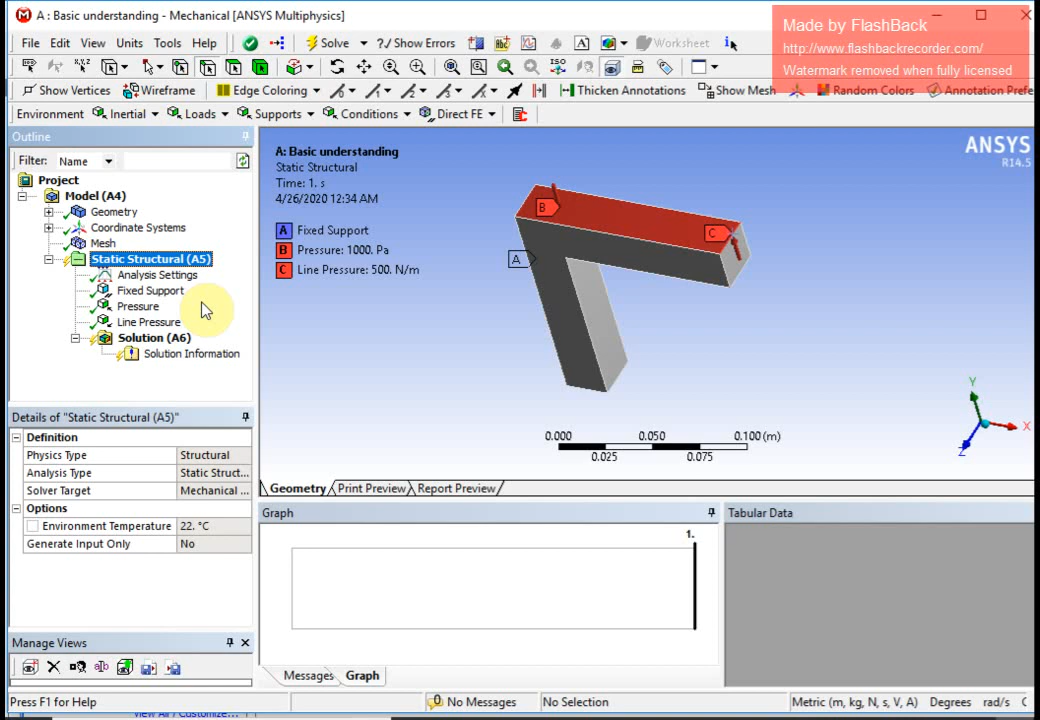 A : Basic understanding - Mechanical [ANSYS Multiphysics]
Made by FlashBack
http://www.flashbackrecorder.com/
Watermark removed when fully licensed
File Edit View Units Tools Help Solve ?/ Show Errors Worksheet
Show Vertices Wireframe Edge Coloring Thicken Annotations Show Mesh Random Colors Annotation Prefe
Environment Inertial Loads Supports Conditions Direct FE
Outline
Filter: Name
Project
Model (A4)
Geometry
Coordinate Systems
Mesh
Static Structural (A5)
Analysis Settings
Fixed Support
Pressure
Line Pressure
Solution (A6)
Solution Information
A: Basic understanding
Static Structural
Time: 1. s
4/26/2020 12:34 AM
A Fixed Support
B Pressure: 1000. Pa
C Line Pressure: 500. N/m
ANSYS
R14.5
B
C
A
0.000 0.050 0.100 (m)
0.025 0.075
Y
X
Z
Geometry Print Preview Report Preview
Details of "Static Structural (A5)"
Definition
Physics Type Structural
Analysis Type Static Struct...
Solver Target Mechanical ...
Options
Environment Temperature 22. °C
Generate Input Only No
Graph
1.
Tabular Data
Manage Views
Messages Graph
Press F1 for Help
0 No Messages No Selection Metric (m, kg, N, s, V, A) Degrees rad/s C
View All / Customize...